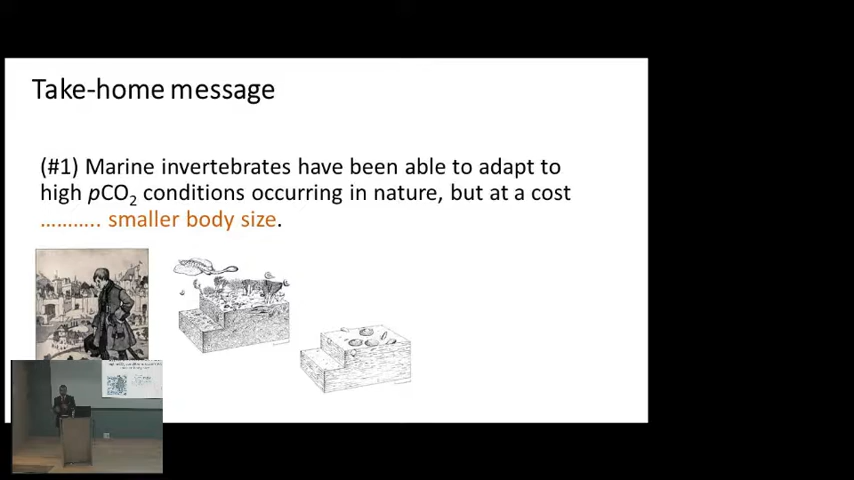 Take-home message
(#1) Marine invertebrates have been able to adapt to
high pCO₂ conditions occurring in nature, but at a cost
……….. smaller body size.